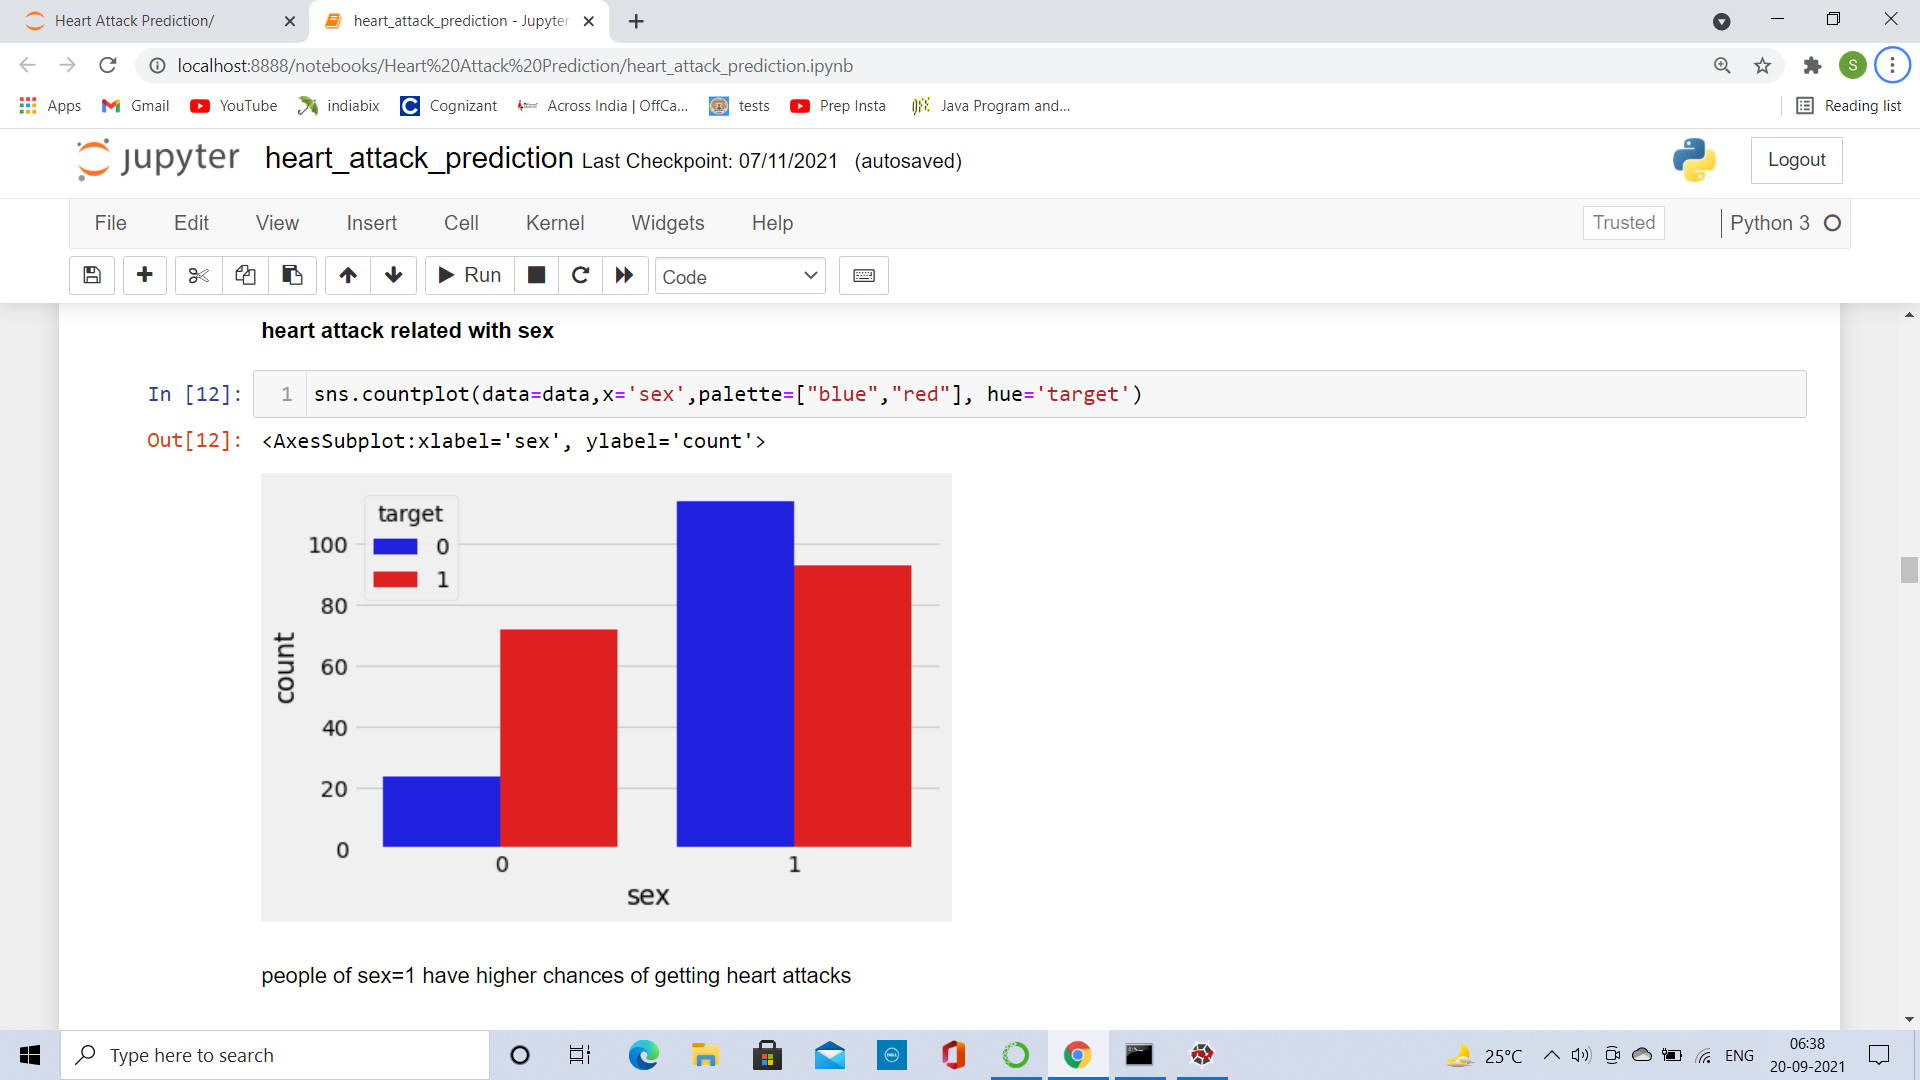 Heart Attack Prediction/
heart_attack_prediction - Jupyter
localhost:8888/notebooks/Heart%20Attack%20Prediction/heart_attack_prediction.ipynb
S
Apps Gmail YouTube indiabix Cognizant Across India | OffCa... tests Prep Insta Java Program and... Reading list
jupyter heart_attack_prediction Last Checkpoint: 07/11/2021 (autosaved) Logout
File Edit View Insert Cell Kernel Widgets Help Trusted Python 3
Run Code
heart attack related with sex
In [12]: 1 sns.countplot(data=data,x='sex',palette=["blue","red"], hue='target')
Out[12]: <AxesSubplot:xlabel='sex', ylabel='count'>
target
0
1
100
80
60
40
20
0
count
0 1
sex
people of sex=1 have higher chances of getting heart attacks
Type here to search
25°C ENG
06:38
20-09-2021